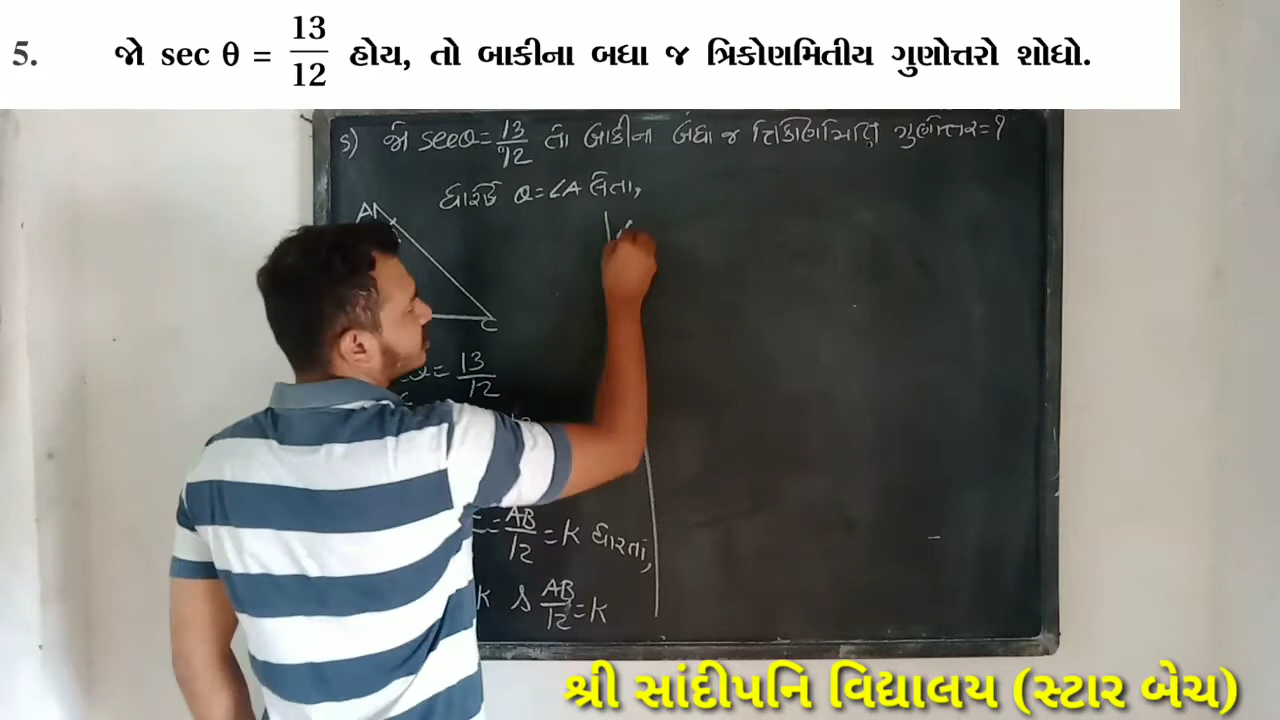 5. જો sec θ = 13/12 હોય, તો બાકીના બધા જ ત્રિકોણમિતીય ગુણોત્તરો શોધો.
5) જો secθ = 13/12 તો બાકીના બધા જ ત્રિકોણમિતિ ગુણોત્તર = ?
ધારોકે θ = ∠A લેતા,
A
C
θ = 13/12
= AB/12 = K ધારતાં,
K & AB/12 = K
શ્રી સાંદીપનિ વિદ્યાલય (સ્ટાર બેચ)